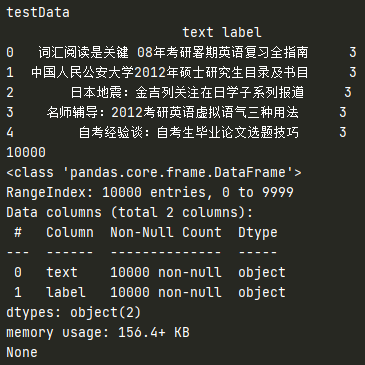 testData
text label
0 词汇阅读是关键 08年考研暑期英语复习全指南 3
1 中国人民公安大学2012年硕士研究生目录及书目 3
2 日本地震：金吉列关注在日学子系列报道 3
3 名师辅导：2012考研英语虚拟语气三种用法 3
4 自考经验谈：自考生毕业论文选题技巧 3
10000
<class 'pandas.core.frame.DataFrame'>
RangeIndex: 10000 entries, 0 to 9999
Data columns (total 2 columns):
# Column Non-Null Count Dtype
--- ------ -------------- -----
0 text 10000 non-null object
1 label 10000 non-null object
dtypes: object(2)
memory usage: 156.4+ KB
None